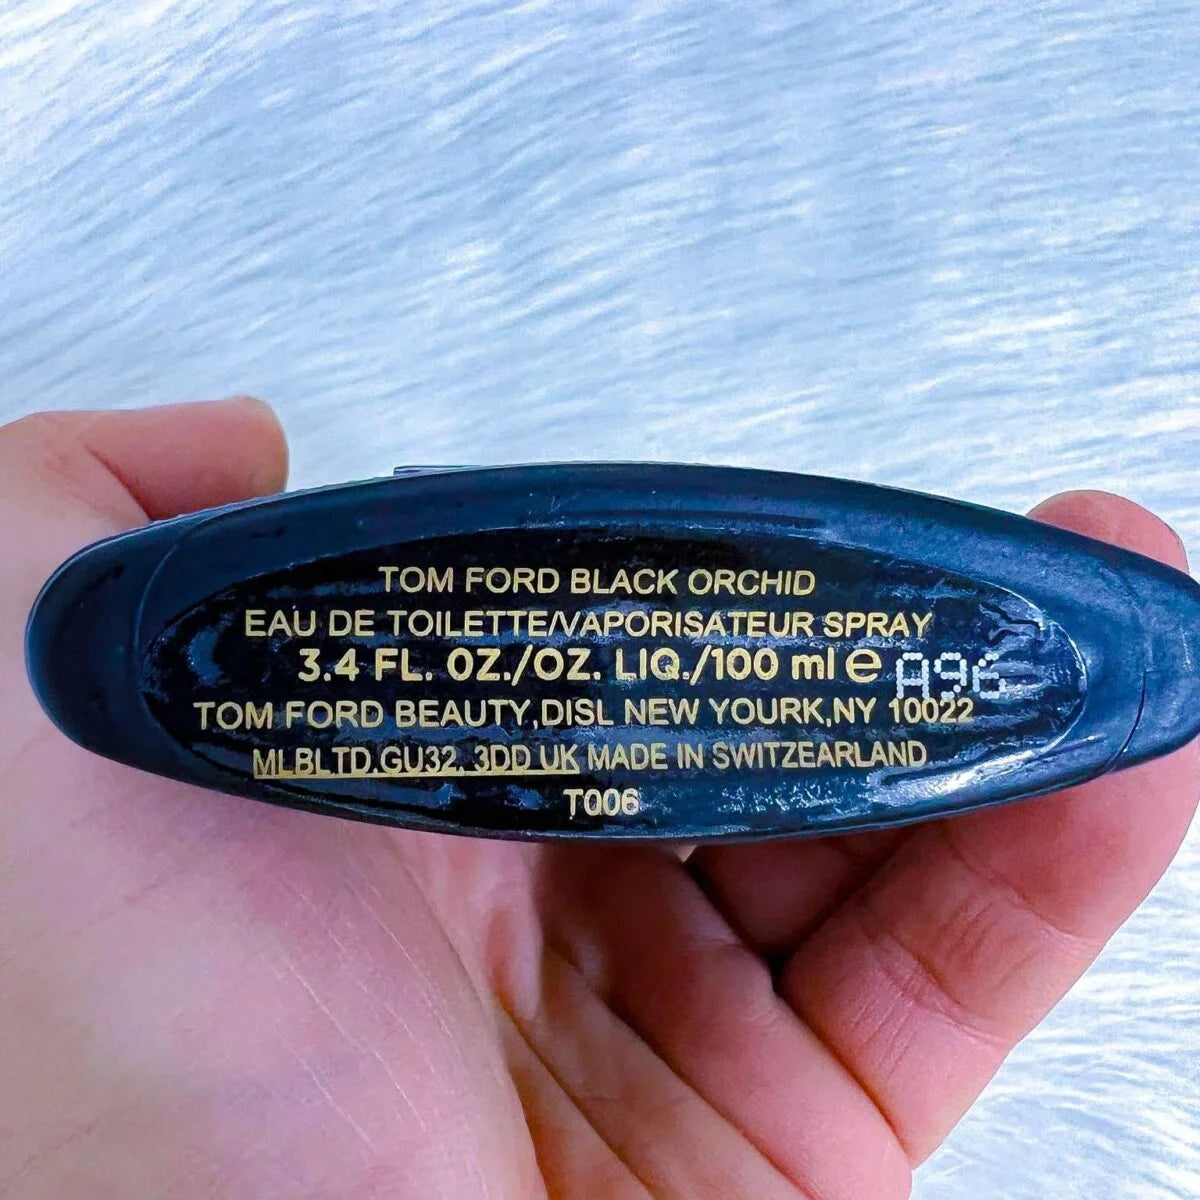 TOM FORD BLACK ORCHID
EAU DE TOILETTE/VAPORISATEUR SPRAY
3.4 FL. OZ./OZ. LIQ./100 ml e A96
TOM FORD BEAUTY,DISL NEW YOURK,NY 10022
MLBLTD.GU32. 3DD UK MADE IN SWITZEARLAND
T006